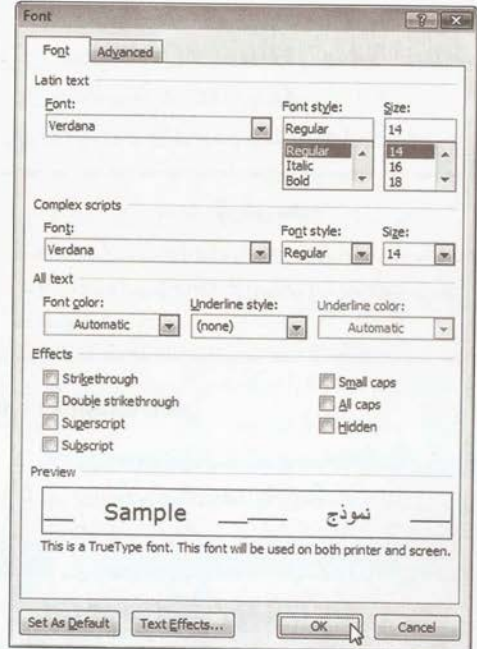 Font
Font Advanced
Latin text
Font: Font style: Size:
Verdana Regular 14
Regular 14
Italic 16
Bold 18
Complex scripts
Font: Font style: Size:
Verdana Regular 14
All text
Font color: Underline style: Underline color:
Automatic (none) Automatic
Effects
Strikethrough Small caps
Double strikethrough All caps
Superscript Hidden
Subscript
Preview
Sample نموذج
This is a TrueType font. This font will be used on both printer and screen.
Set As Default Text Effects... OK Cancel